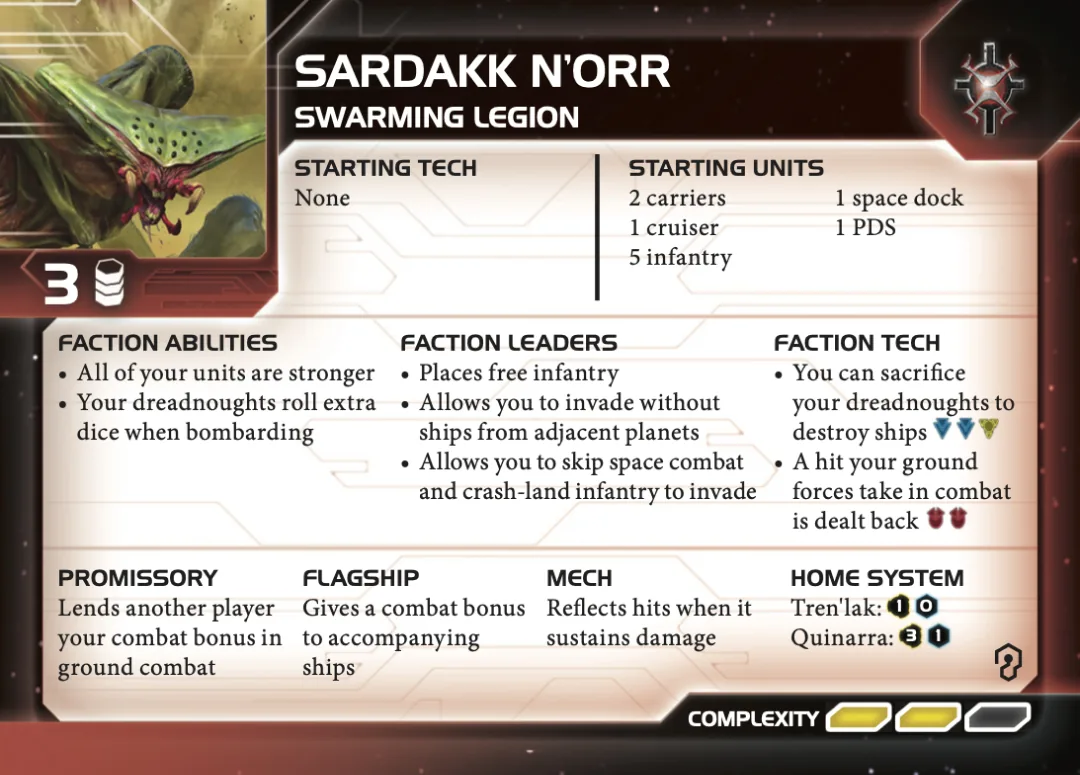 SARDAKK N'ORR
SWARMING LEGION
3
STARTING TECH
None
STARTING UNITS
2 carriers
1 cruiser
5 infantry
1 space dock
1 PDS
FACTION ABILITIES
• All of your units are stronger
• Your dreadnoughts roll extra
dice when bombarding
FACTION LEADERS
• Places free infantry
• Allows you to invade without
ships from adjacent planets
• Allows you to skip space combat
and crash-land infantry to invade
FACTION TECH
• You can sacrifice
your dreadnoughts to
destroy ships
• A hit your ground
forces take in combat
is dealt back
PROMISSORY
Lends another player
your combat bonus in
ground combat
FLAGSHIP
Gives a combat bonus
to accompanying
ships
MECH
Reflects hits when it
sustains damage
HOME SYSTEM
Tren'lak: 1 0
Quinarra: 3 1
COMPLEXITY